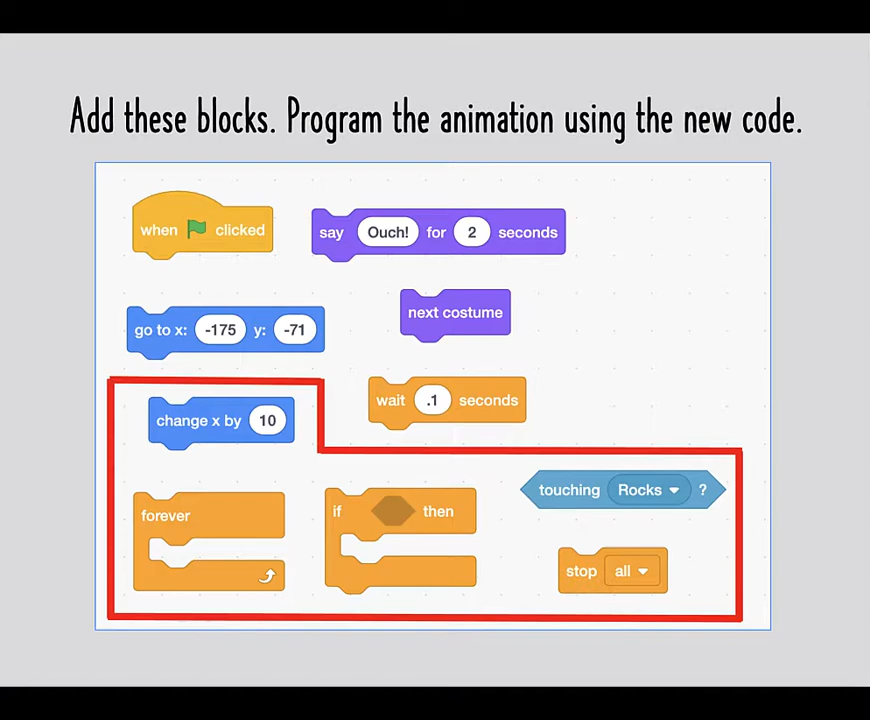 Add these blocks. Program the animation using the new code.
when clicked
say Ouch! for 2 seconds
go to x: -175 y: -71
next costume
wait .1 seconds
change x by 10
touching Rocks ?
forever
if then
stop all